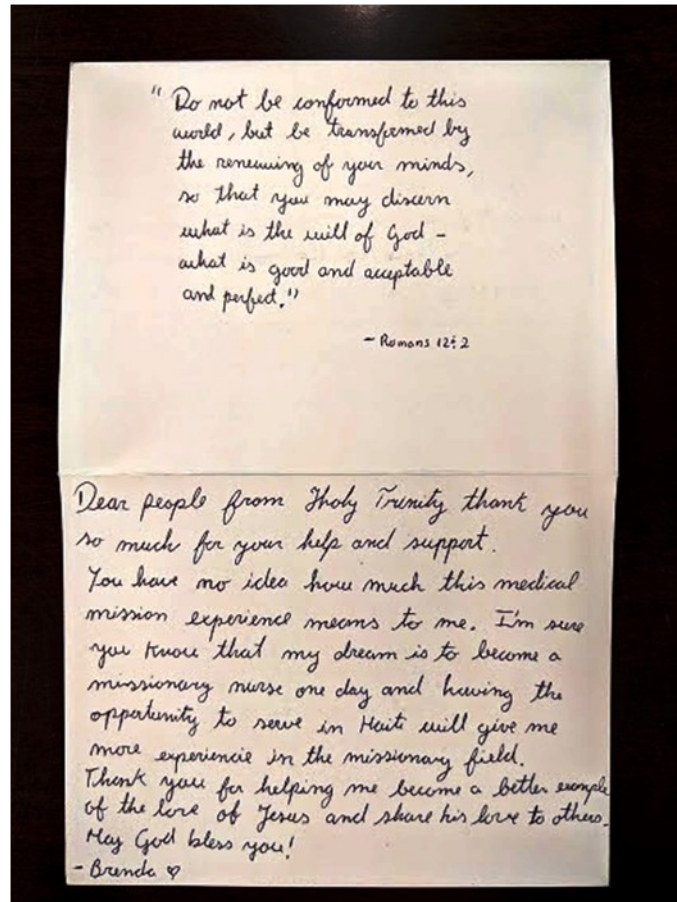 " Do not be conformed to this
world, but be transformed by
the renewing of your minds,
so that you may discern
what is the will of God -
what is good and acceptable
and perfect."
- Romans 12:2
Dear people from Holy Trinity thank you
so much for your help and support.
You have no idea how much this medical
mission experience means to me. I'm sure
you know that my dream is to become a
missionary nurse one day and having the
opportunity to serve in Haiti will give me
more experiencie in the missionary field.
Thank you for helping me become a better example
of the love of Jesus and share his love to others.
May God bless you!
- Brenda ♡